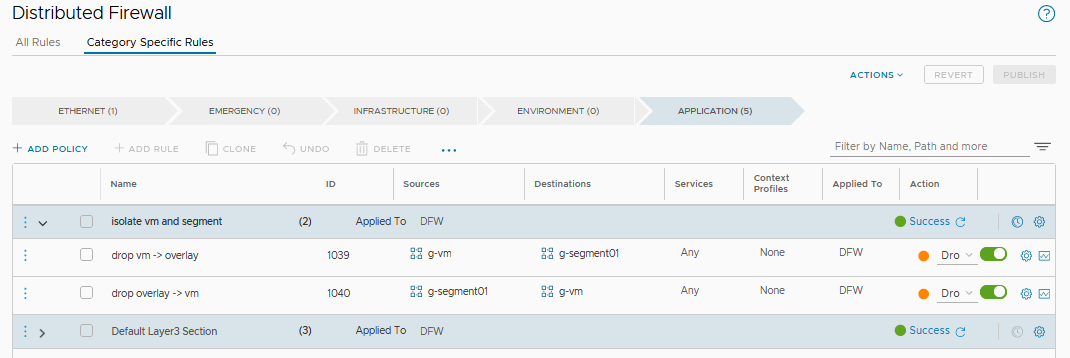 Distributed Firewall
All Rules Category Specific Rules
ACTIONS REVERT PUBLISH
ETHERNET (1) EMERGENCY (0) INFRASTRUCTURE (0) ENVIRONMENT (0) APPLICATION (5)
+ ADD POLICY + ADD RULE CLONE UNDO DELETE ... Filter by Name, Path and more
Name ID Sources Destinations Services Context Profiles Applied To Action
isolate vm and segment (2) Applied To DFW Success
drop vm -> overlay 1039 g-vm g-segment01 Any None DFW Dro
drop overlay -> vm 1040 g-segment01 g-vm Any None DFW Dro
Default Layer3 Section (3) Applied To DFW Success